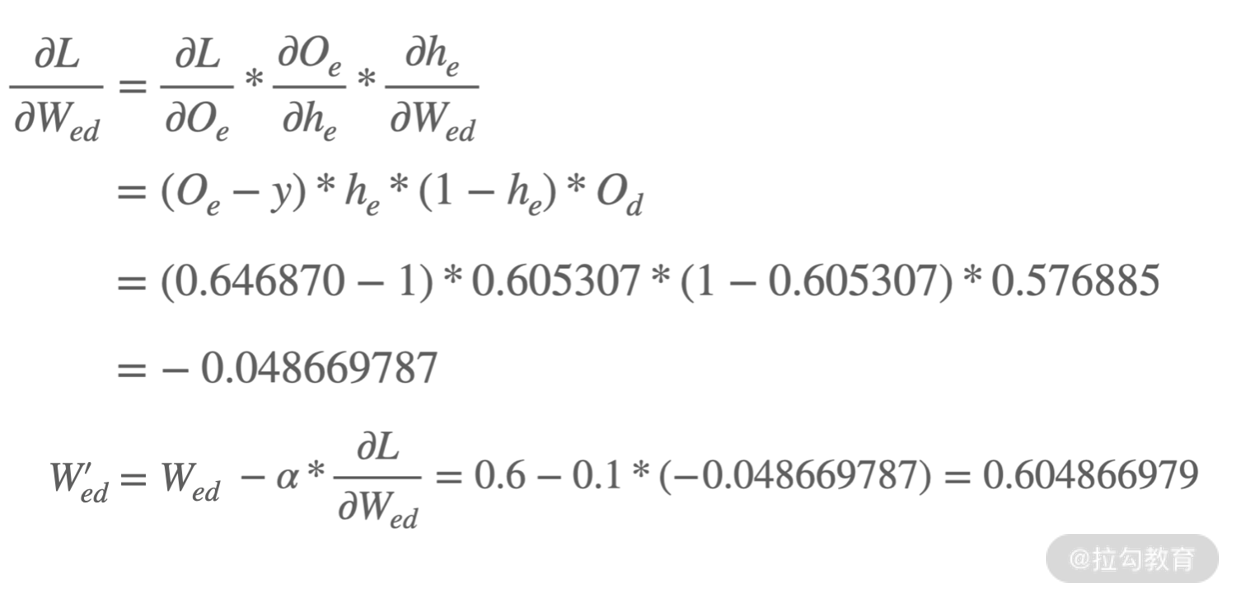 ∂L/∂W_ed = ∂L/∂O_e * ∂O_e/∂h_e * ∂h_e/∂W_ed
= (O_e − y) * h_e * (1 − h_e) * O_d
= (0.646870 − 1) * 0.605307 * (1 − 0.605307) * 0.576885
= − 0.048669787
W′_ed = W_ed − α * ∂L/∂W_ed = 0.6 − 0.1 * (−0.048669787) = 0.604866979
@拉勾教育